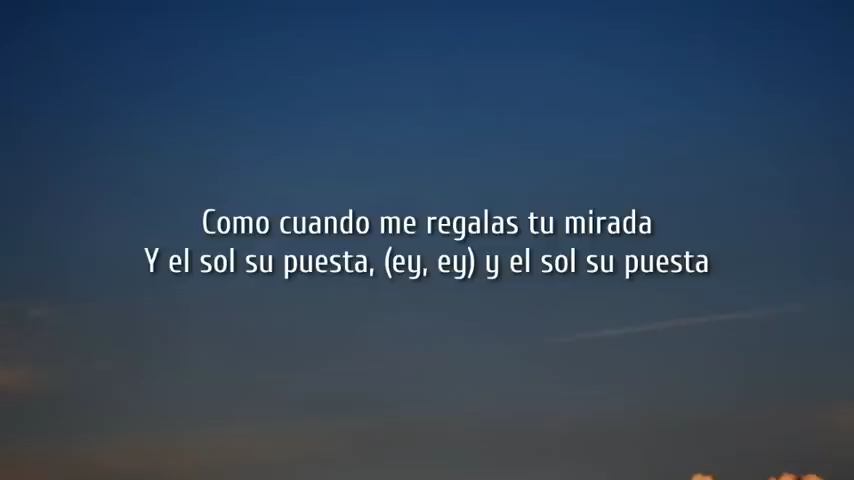 Como cuando me regalas tu mirada
Y el sol su puesta, (ey, ey) y el sol su puesta